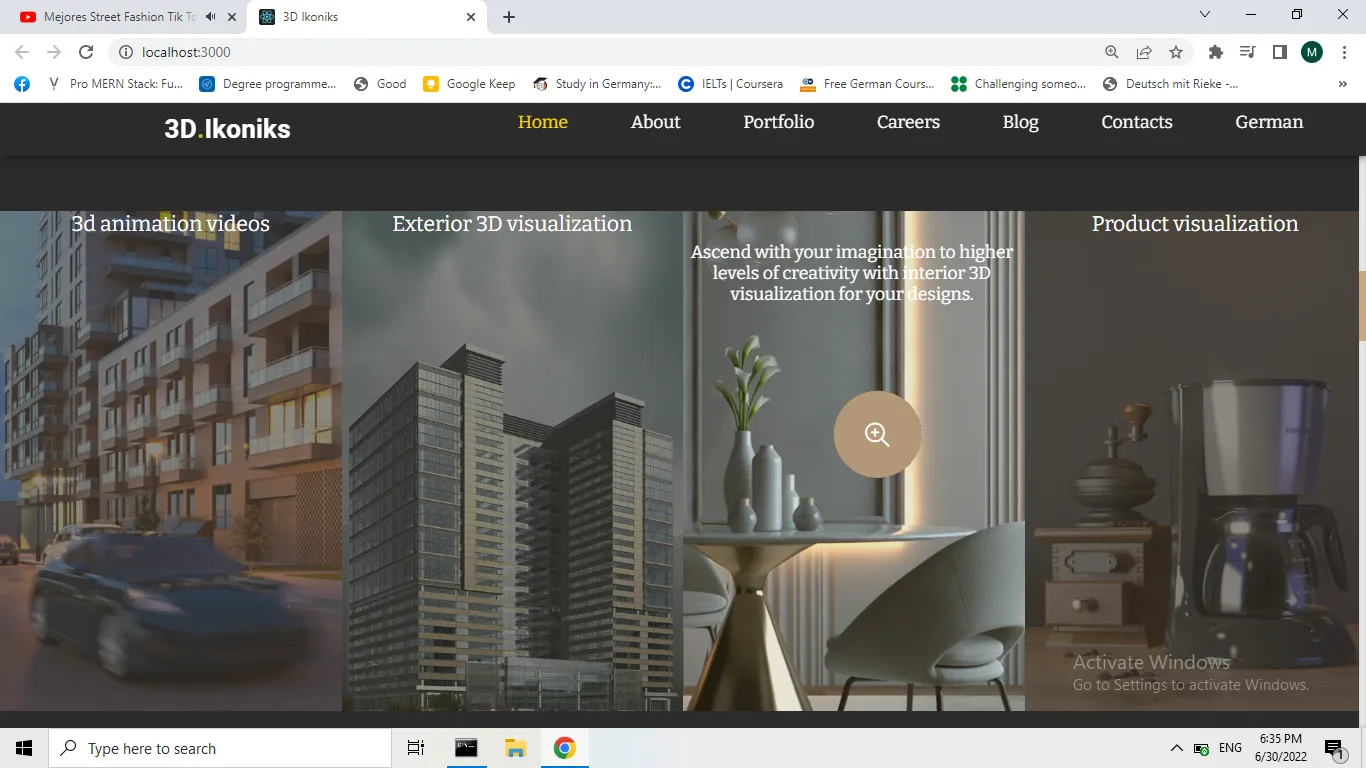 Mejores Street Fashion Tik To
3D Ikoniks
localhost:3000
M
Pro MERN Stack: Fu...
Degree programme...
Good
Google Keep
Study in Germany:...
IELTs | Coursera
Free German Cours...
Challenging someo...
Deutsch mit Rieke -...
»
3D.Ikoniks
Home
About
Portfolio
Careers
Blog
Contacts
German
3d animation videos
Exterior 3D visualization
Ascend with your imagination to higher
levels of creativity with interior 3D
visualization for your designs.
Product visualization
Activate Windows
Go to Settings to activate Windows.
Type here to search
ENG
6:35 PM
6/30/2022
1